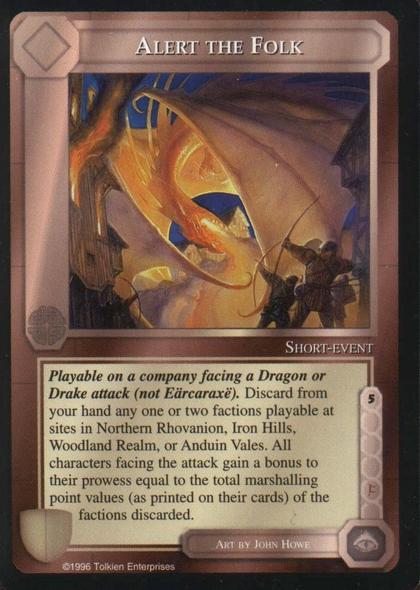 ALERT THE FOLK
SHORT-EVENT
Playable on a company facing a Dragon or
Drake attack (not Eärcaraxë). Discard from
your hand any one or two factions playable at
sites in Northern Rhovanion, Iron Hills,
Woodland Realm, or Anduin Vales. All
characters facing the attack gain a bonus to
their prowess equal to the total marshalling
point values (as printed on their cards) of the
factions discarded.
5
F
ART BY JOHN HOWE
©1996 Tolkien Enterprises